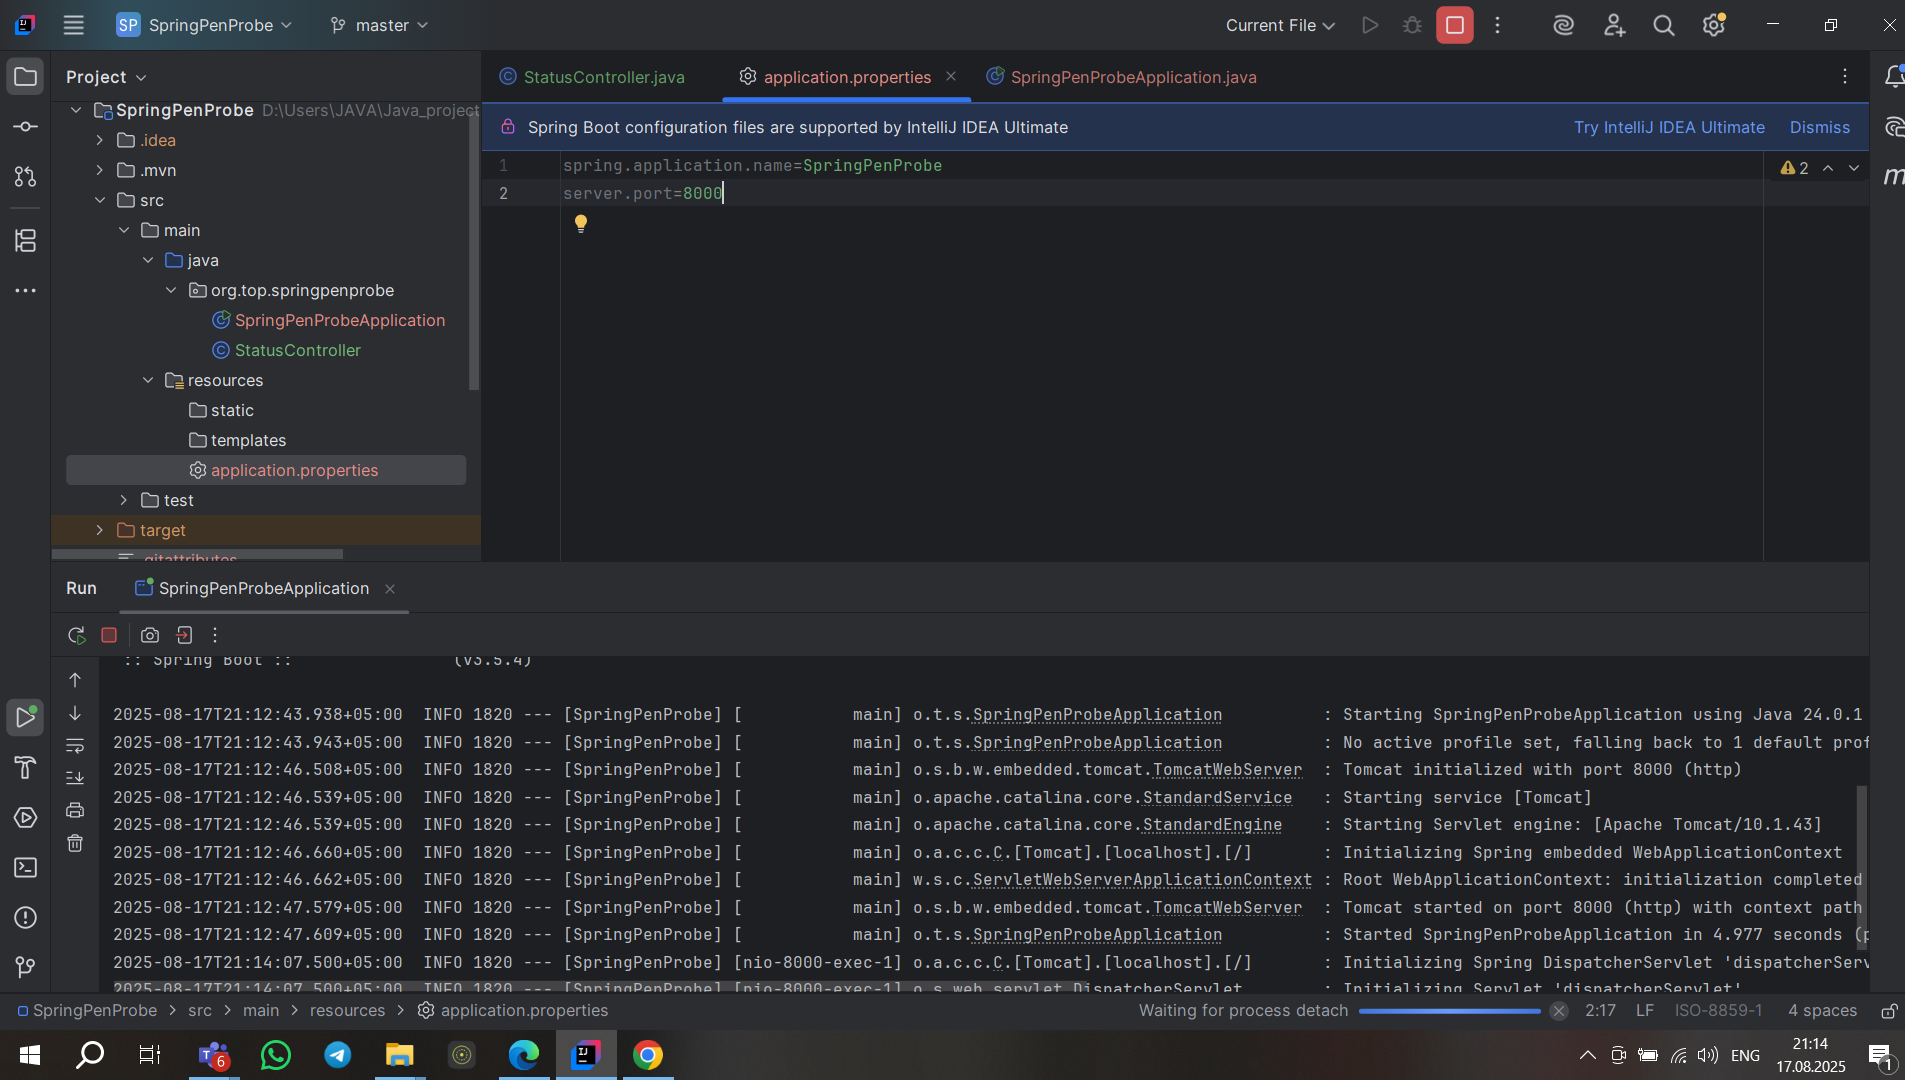 SP SpringPenProbe master Current File
Project
StatusController.java application.properties SpringPenProbeApplication.java
SpringPenProbe D:\Users\JAVA\Java_project
.idea
.mvn
src
main
java
org.top.springpenprobe
SpringPenProbeApplication
StatusController
resources
static
templates
application.properties
test
target
.gitattributes
Spring Boot configuration files are supported by IntelliJ IDEA Ultimate Try IntelliJ IDEA Ultimate Dismiss
1 spring.application.name=SpringPenProbe
2 server.port=8000
2
Run SpringPenProbeApplication
:: Spring Boot :: (v3.5.4)
2025-08-17T21:12:43.938+05:00 INFO 1820 --- [SpringPenProbe] [ main] o.t.s.SpringPenProbeApplication : Starting SpringPenProbeApplication using Java 24.0.1
2025-08-17T21:12:43.943+05:00 INFO 1820 --- [SpringPenProbe] [ main] o.t.s.SpringPenProbeApplication : No active profile set, falling back to 1 default prof
2025-08-17T21:12:46.508+05:00 INFO 1820 --- [SpringPenProbe] [ main] o.s.b.w.embedded.tomcat.TomcatWebServer : Tomcat initialized with port 8000 (http)
2025-08-17T21:12:46.539+05:00 INFO 1820 --- [SpringPenProbe] [ main] o.apache.catalina.core.StandardService : Starting service [Tomcat]
2025-08-17T21:12:46.539+05:00 INFO 1820 --- [SpringPenProbe] [ main] o.apache.catalina.core.StandardEngine : Starting Servlet engine: [Apache Tomcat/10.1.43]
2025-08-17T21:12:46.660+05:00 INFO 1820 --- [SpringPenProbe] [ main] o.a.c.c.C.[Tomcat].[localhost].[/] : Initializing Spring embedded WebApplicationContext
2025-08-17T21:12:46.662+05:00 INFO 1820 --- [SpringPenProbe] [ main] w.s.c.ServletWebServerApplicationContext : Root WebApplicationContext: initialization completed
2025-08-17T21:12:47.579+05:00 INFO 1820 --- [SpringPenProbe] [ main] o.s.b.w.embedded.tomcat.TomcatWebServer : Tomcat started on port 8000 (http) with context path
2025-08-17T21:12:47.609+05:00 INFO 1820 --- [SpringPenProbe] [ main] o.t.s.SpringPenProbeApplication : Started SpringPenProbeApplication in 4.977 seconds (p
2025-08-17T21:14:07.500+05:00 INFO 1820 --- [SpringPenProbe] [nio-8000-exec-1] o.a.c.c.C.[Tomcat].[localhost].[/] : Initializing Spring DispatcherServlet 'dispatcherServ
2025-08-17T21:14:07.500+05:00 INFO 1820 --- [SpringPenProbe] [nio-8000-exec-1] o.s.web.servlet.DispatcherServlet : Initializing Servlet 'dispatcherServlet'
SpringPenProbe > src > main > resources > application.properties Waiting for process detach 2:17 LF ISO-8859-1 4 spaces
6 ENG 21:14
17.08.2025 1